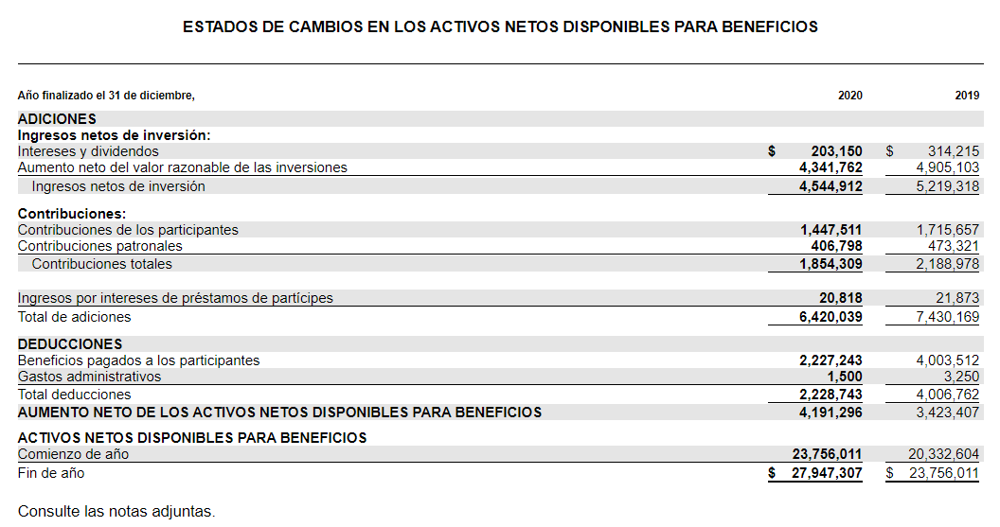 ESTADOS DE CAMBIOS EN LOS ACTIVOS NETOS DISPONIBLES PARA BENEFICIOS
Año finalizado el 31 de diciembre, 2020 2019
ADICIONES
Ingresos netos de inversión:
Intereses y dividendos $ 203,150 $ 314,215
Aumento neto del valor razonable de las inversiones 4,341,762 4,905,103
Ingresos netos de inversión 4,544,912 5,219,318
Contribuciones:
Contribuciones de los participantes 1,447,511 1,715,657
Contribuciones patronales 406,798 473,321
Contribuciones totales 1,854,309 2,188,978
Ingresos por intereses de préstamos de partícipes 20,818 21,873
Total de adiciones 6,420,039 7,430,169
DEDUCCIONES
Beneficios pagados a los participantes 2,227,243 4,003,512
Gastos administrativos 1,500 3,250
Total deducciones 2,228,743 4,006,762
AUMENTO NETO DE LOS ACTIVOS NETOS DISPONIBLES PARA BENEFICIOS 4,191,296 3,423,407
ACTIVOS NETOS DISPONIBLES PARA BENEFICIOS
Comienzo de año 23,756,011 20,332,604
Fin de año $ 27,947,307 $ 23,756,011
Consulte las notas adjuntas.